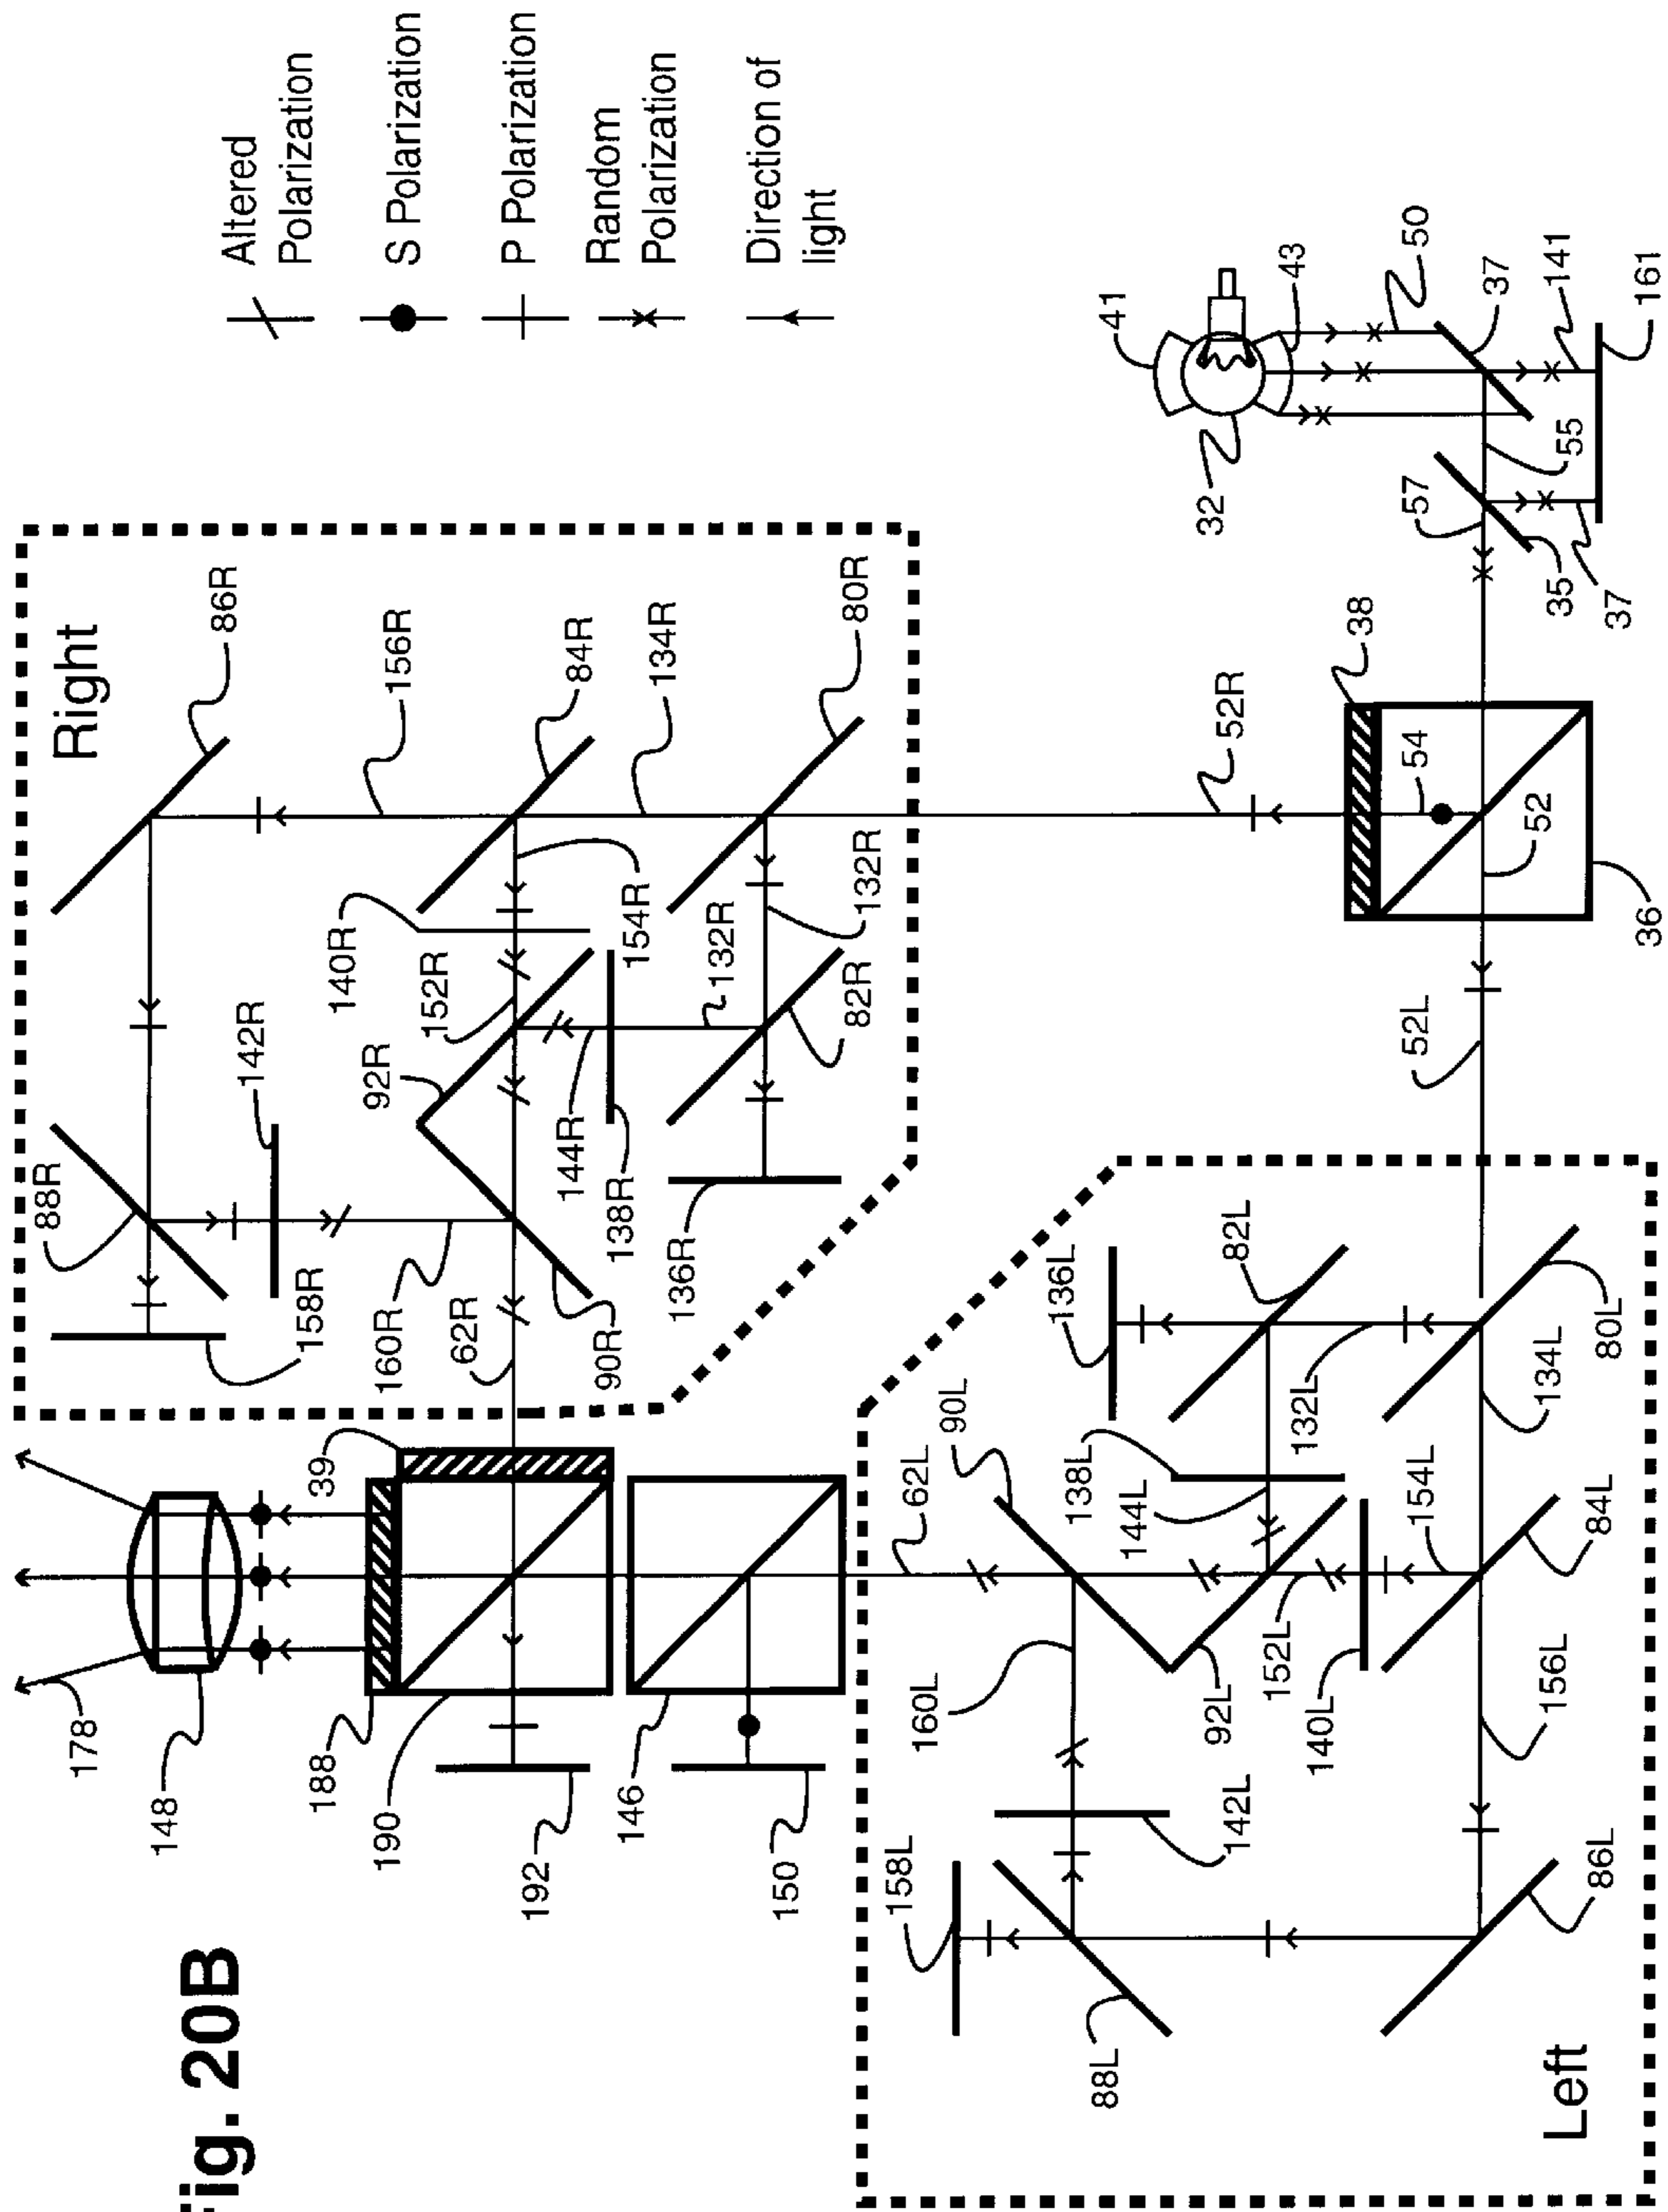 Altered
Polarization
S Polarization
P Polarization
Random
Polarization
Direction of
light
Right
86R
156R
84R
134R
80R
88R
142R
140R
152R
154R
132R
132R
92R
82R
144R
138R
136R
158R
160R
62R
90R
41
50
43
37
141
161
32
57
55
35
37
38
52R
54
52
36
52L
39
178
148
188
190
192
146
150
62L
90L
136L
82L
132L
80L
134L
138L
144L
154L
84L
160L
92L
152L
140L
156L
142L
158L
88L
86L
Left
ig. 20B